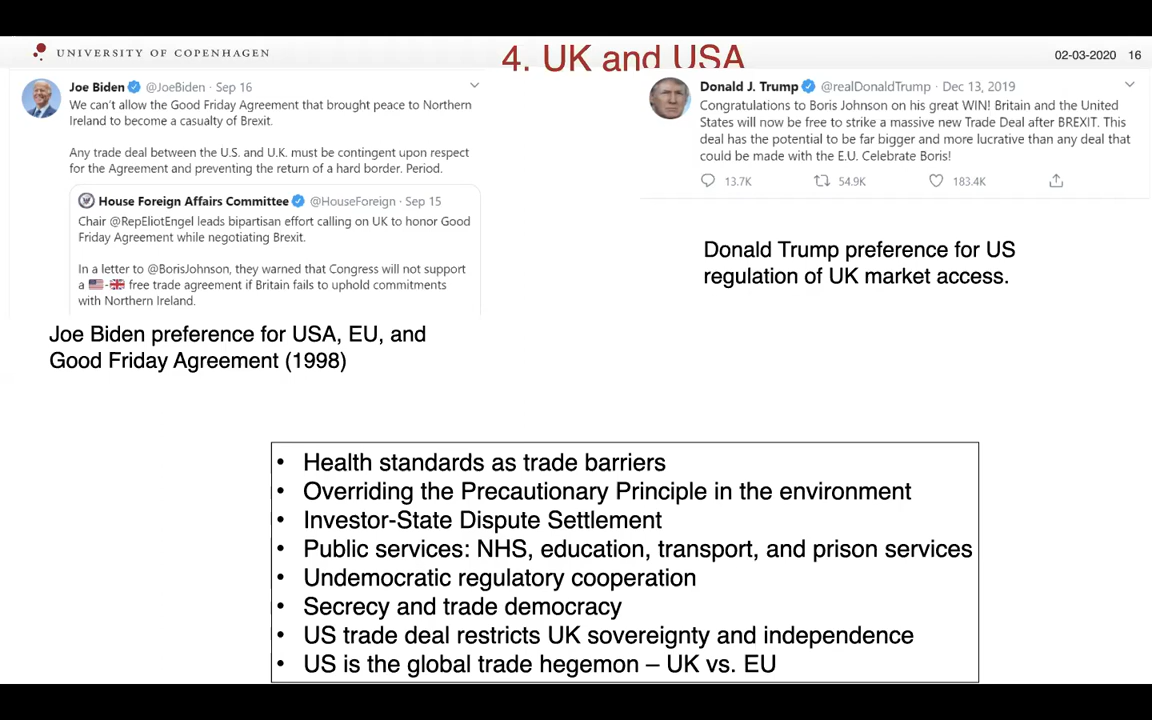 UNIVERSITY OF COPENHAGEN
4. UK and USA
02-03-2020 16
Joe Biden @JoeBiden · Sep 16
We can't allow the Good Friday Agreement that brought peace to Northern
Ireland to become a casualty of Brexit.
Any trade deal between the U.S. and U.K. must be contingent upon respect
for the Agreement and preventing the return of a hard border. Period.
House Foreign Affairs Committee @HouseForeign · Sep 15
Chair @RepEliotEngel leads bipartisan effort calling on UK to honor Good
Friday Agreement while negotiating Brexit.
In a letter to @BorisJohnson, they warned that Congress will not support
a 🇺🇸-🇬🇧 free trade agreement if Britain fails to uphold commitments
with Northern Ireland.
Joe Biden preference for USA, EU, and
Good Friday Agreement (1998)
Donald J. Trump @realDonaldTrump · Dec 13, 2019
Congratulations to Boris Johnson on his great WIN! Britain and the United
States will now be free to strike a massive new Trade Deal after BREXIT. This
deal has the potential to be far bigger and more lucrative than any deal that
could be made with the E.U. Celebrate Boris!
13.7K 54.9K 183.4K
Donald Trump preference for US
regulation of UK market access.
• Health standards as trade barriers
• Overriding the Precautionary Principle in the environment
• Investor-State Dispute Settlement
• Public services: NHS, education, transport, and prison services
• Undemocratic regulatory cooperation
• Secrecy and trade democracy
• US trade deal restricts UK sovereignty and independence
• US is the global trade hegemon – UK vs. EU